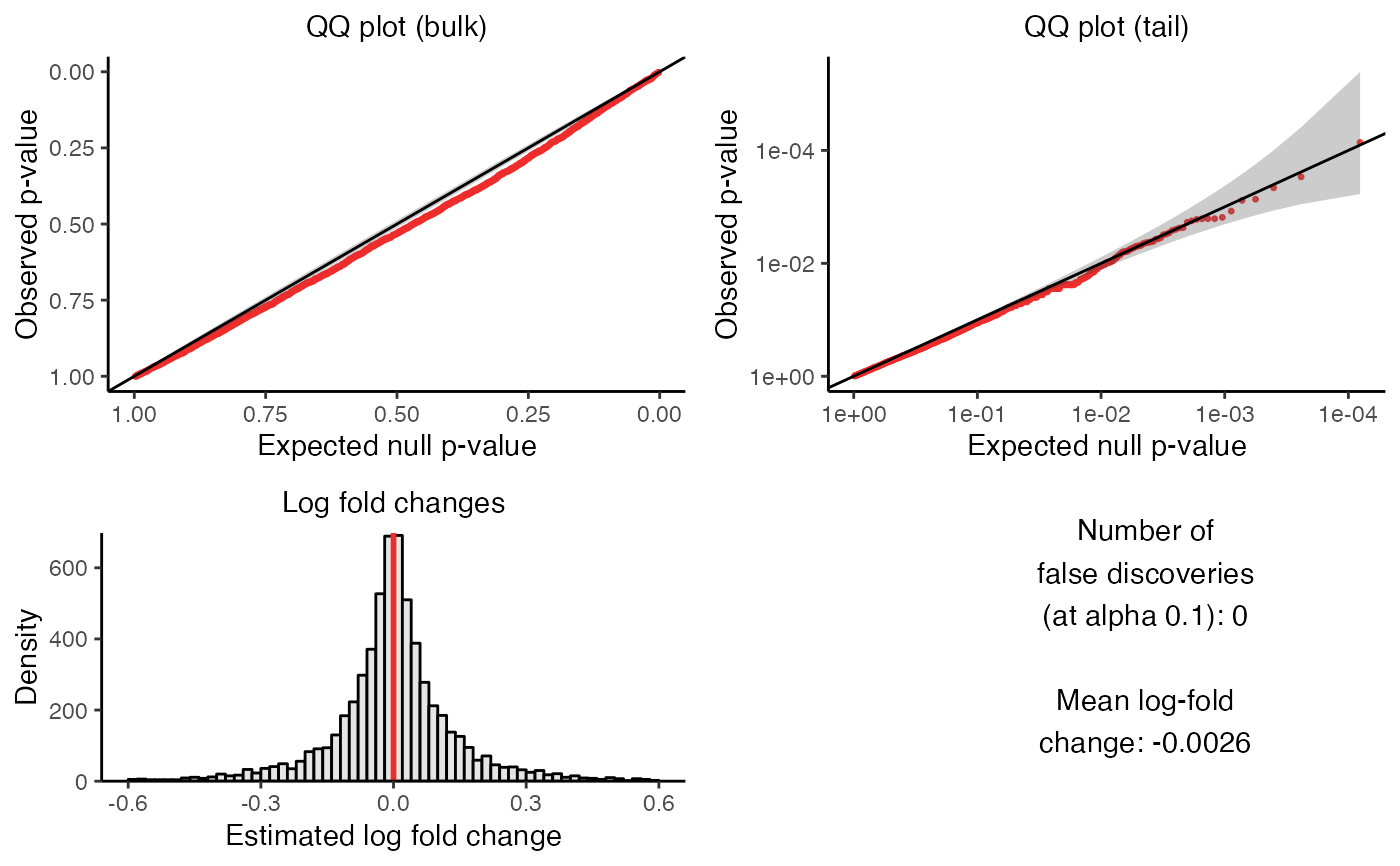 QQ plot (bulk)
Observed p-value
0.00
0.25
0.50
0.75
1.00
1.00 0.75 0.50 0.25 0.00
Expected null p-value
QQ plot (tail)
Observed p-value
1e-04
1e-02
1e+00
1e+00 1e-01 1e-02 1e-03 1e-04
Expected null p-value
Log fold changes
Density
600
400
200
0
-0.6 -0.3 0.0 0.3 0.6
Estimated log fold change
Number of
false discoveries
(at alpha 0.1): 0
Mean log-fold
change: -0.0026